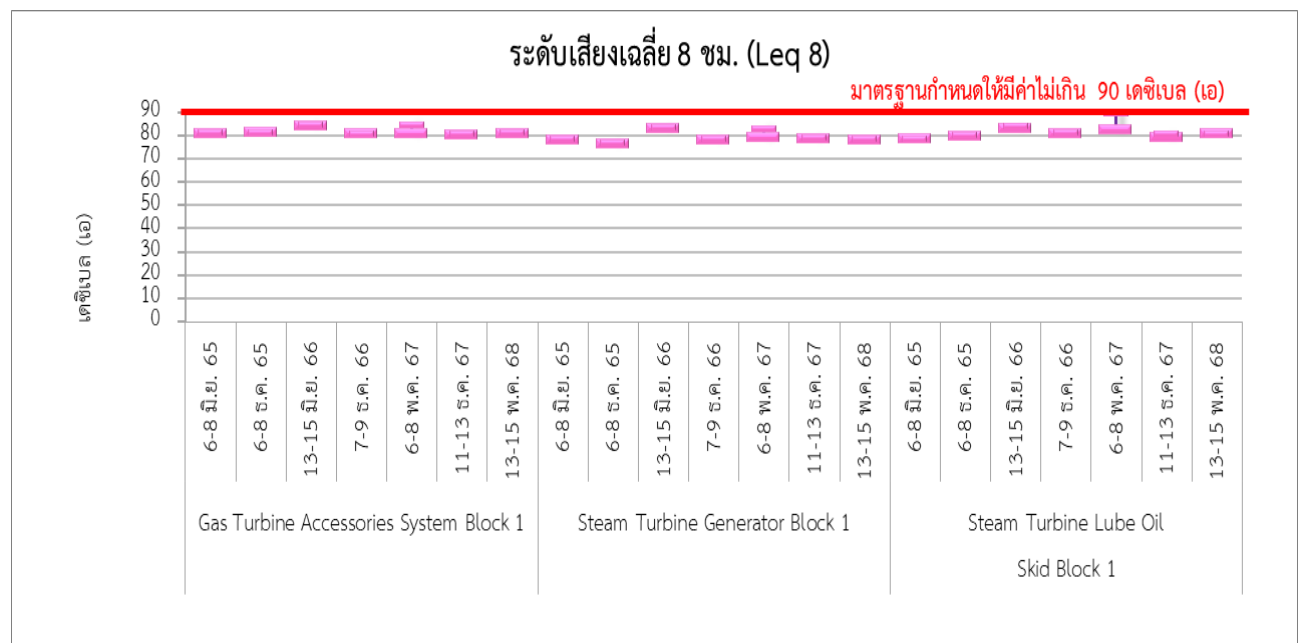 ระดับเสียงเฉลี่ย 8 ชม. (Leq 8)
มาตรฐานกำหนดให้มีค่าไม่เกิน 90 เดซิเบล (เอ)
เดซิเบล (เอ)
90
80
70
60
50
40
30
20
10
0
6-8 มิ.ย. 65
6-8 ธ.ค. 65
13-15 มิ.ย. 66
7-9 ธ.ค. 66
6-8 พ.ค. 67
11-13 ธ.ค. 67
13-15 พ.ค. 68
6-8 มิ.ย. 65
6-8 ธ.ค. 65
13-15 มิ.ย. 66
7-9 ธ.ค. 66
6-8 พ.ค. 67
11-13 ธ.ค. 67
13-15 พ.ค. 68
6-8 มิ.ย. 65
6-8 ธ.ค. 65
13-15 มิ.ย. 66
7-9 ธ.ค. 66
6-8 พ.ค. 67
11-13 ธ.ค. 67
13-15 พ.ค. 68
Gas Turbine Accessories System Block 1
Steam Turbine Generator Block 1
Steam Turbine Lube Oil
Skid Block 1